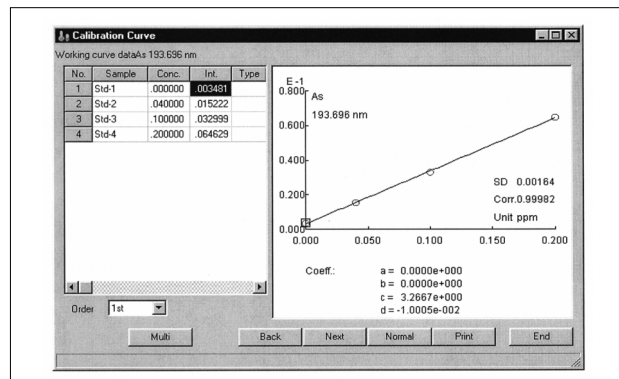 Calibration Curve
Working curve dataAs 193.696 nm
No. Sample Conc. Int. Type
1 Std-1 .000000 .003481
2 Std-2 .040000 .015222
3 Std-3 .100000 .032999
4 Std-4 .200000 .064629
Order 1st
E -1
0.800
0.600
0.400
0.200
0.000
As
193.696 nm
SD 0.00164
Corr.0.99982
Unit ppm
0.000 0.050 0.100 0.150 0.200
Coeff.: a = 0.0000e+000
b = 0.0000e+000
c = 3.2667e+000
d = -1.0005e-002
Multi Back Next Normal Print End